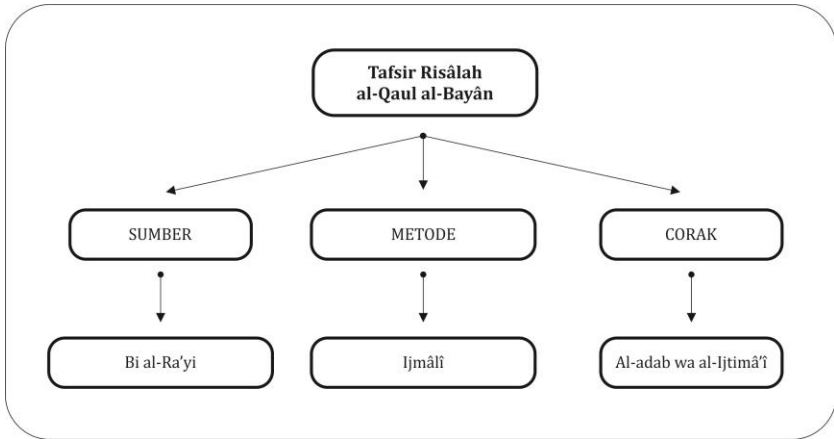 Tafsir Risâlah
al-Qaul al-Bayân
SUMBER
METODE
CORAK
Bi al-Ra’yi
Ijmâlî
Al-adab wa al-Ijtimâ’î